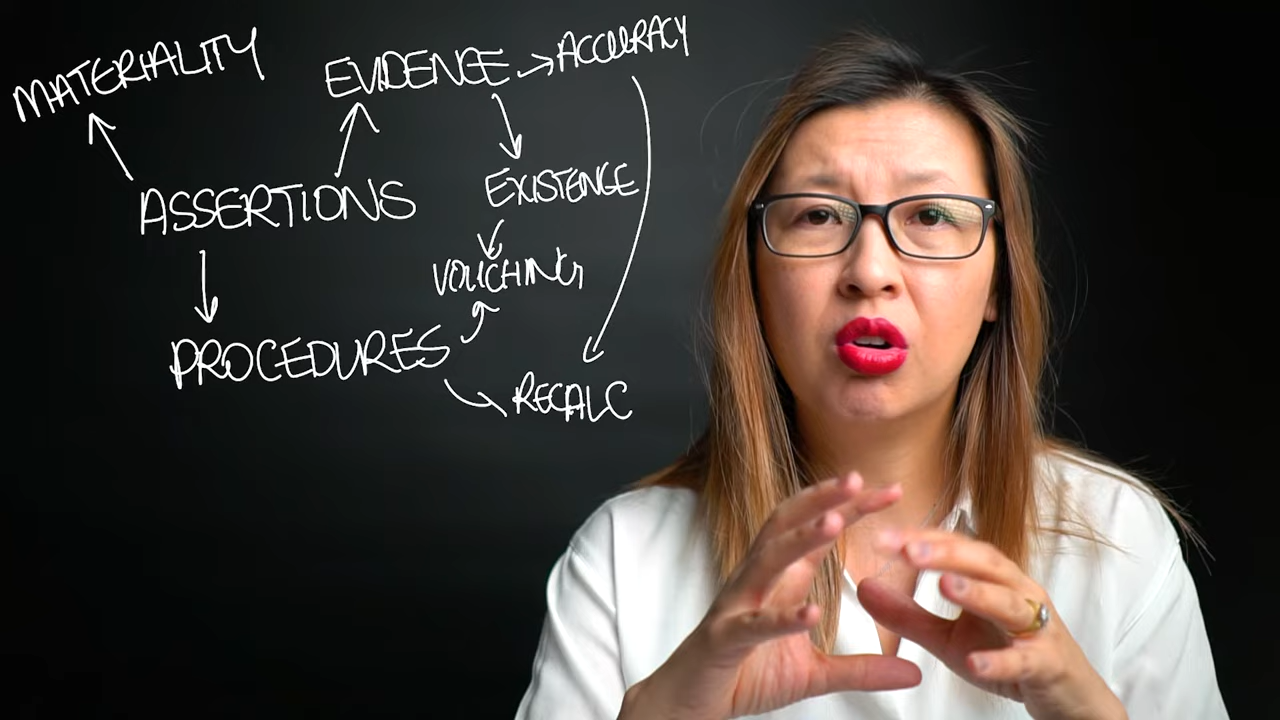 MATERIALITY
EVIDENCE → ACCURACY
ASSERTIONS
EXISTENCE
VOUCHING
PROCEDURES
RECALC